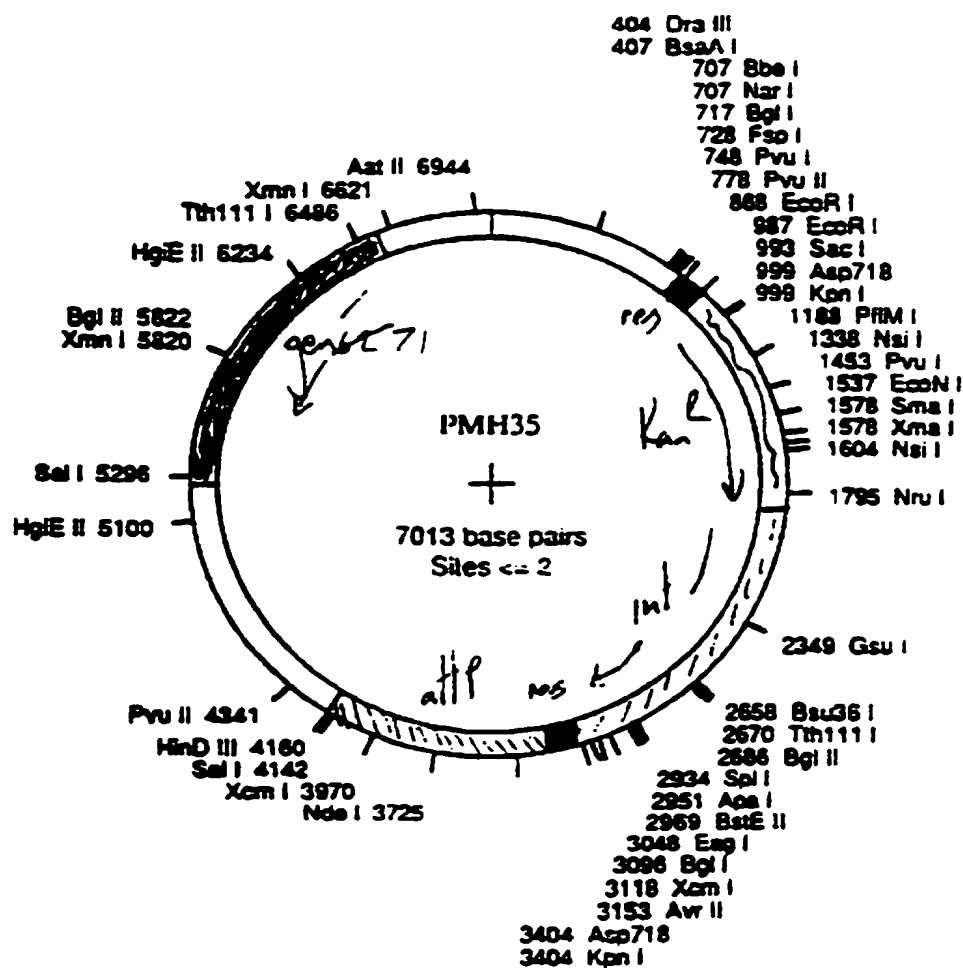 404 Dra III
407 BsaA I
707 Bbe I
707 Nar I
717 Bgl I
728 Fsp I
748 Pvu I
778 Pvu II
868 EcoR I
987 EcoR I
993 Sac I
999 Asp718
999 Kpn I
1188 PflM I
1338 Nsi I
1453 Pvu I
1537 EcoN I
1578 Sma I
1578 Xma I
1604 Nsi I
1795 Nru I
2349 Gsu I
2658 Bsu36 I
2670 Tth111 I
2686 Bgl II
2934 Spl I
2951 Apa I
2969 BstE II
3048 Eag I
3096 Bgl I
3118 Xcm I
3153 Avr II
3404 Asp718
3404 Kpn I
Nde I 3725
Xcm I 3970
Sal I 4142
HinD III 4160
Pvu II 4341
HgiE II 5100
Sal I 5296
Xmn I 5820
Bgl II 5822
HgiE II 6234
Tth111 I 6486
Xmn I 6621
Aat II 6944
res
Kan R
int
res
attP
PMH35
7013 base pairs
Sites <= 2